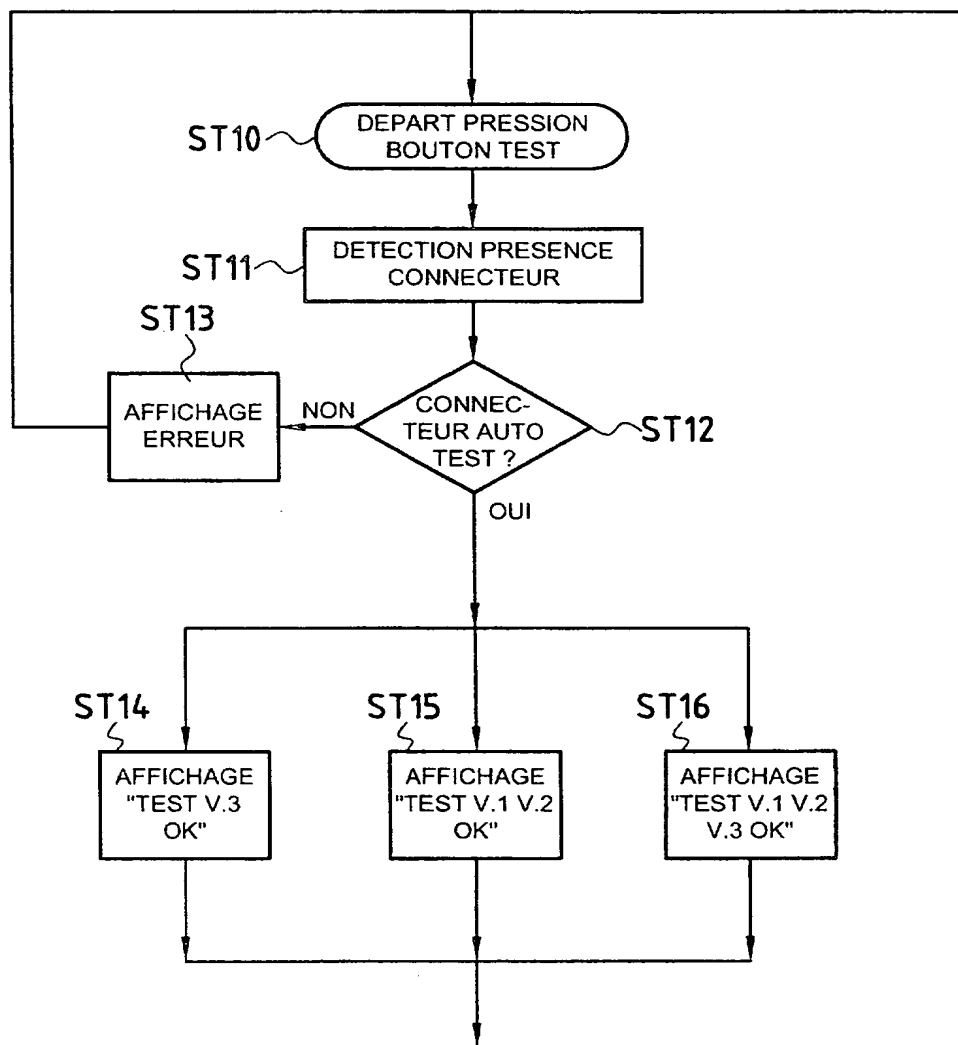 DEPART PRESSION
BOUTON TEST
ST10
DETECTION PRESENCE
CONNECTEUR
ST11
ST13
AFFICHAGE
ERREUR
NON
CONNEC-
TEUR AUTO
TEST ?
ST12
OUI
ST14
AFFICHAGE
"TEST V.3
OK"
ST15
AFFICHAGE
"TEST V.1 V.2
OK"
ST16
AFFICHAGE
"TEST V.1 V.2
V.3 OK"